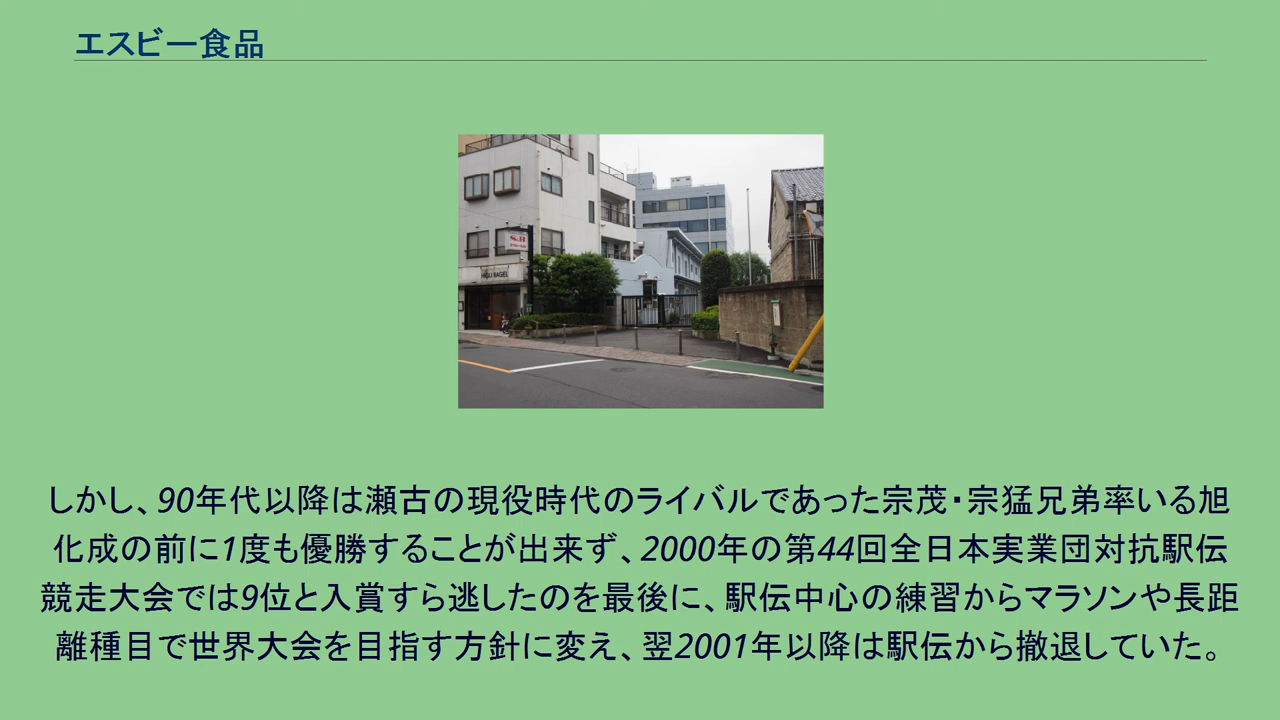 エスビー食品
S&B
HIGU BAGEL
しかし、90年代以降は瀬古の現役時代のライバルであった宗茂・宗猛兄弟率いる旭
化成の前に1度も優勝することが出来ず、2000年の第44回全日本実業団対抗駅伝
競走大会では9位と入賞すら逃したのを最後に、駅伝中心の練習からマラソンや長距
離種目で世界大会を目指す方針に変え、翌2001年以降は駅伝から撤退していた。